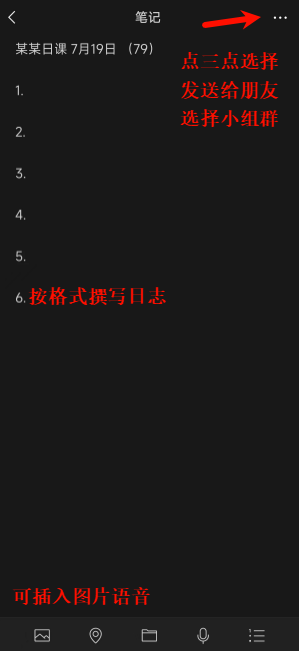 笔记
某某日课 7月19日 （79）
点三点选择
发送给朋友
选择小组群
1.
2.
3.
4.
5.
6.按格式撰写日志
可插入图片语音